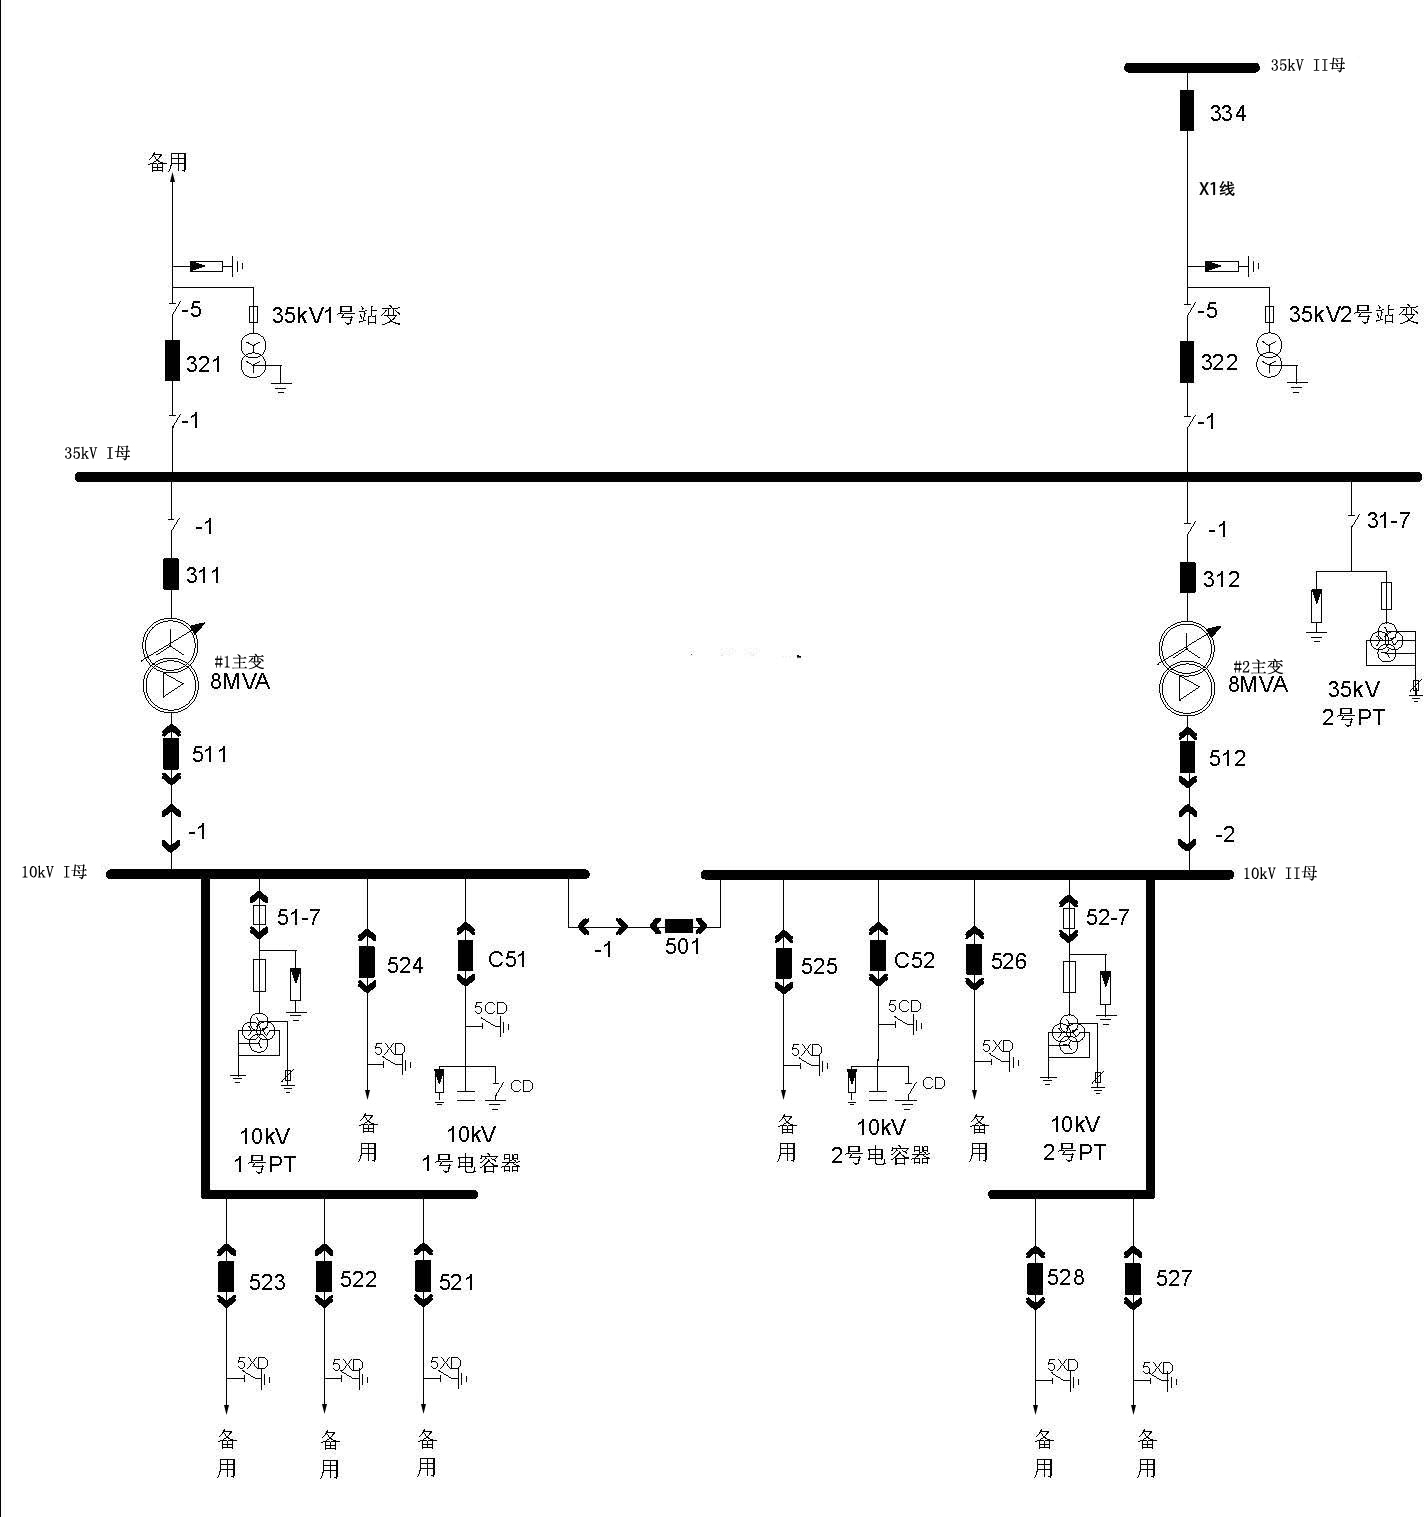 35kV II母
334
备用
X1线
-5
35kV1号站变
-5
35kV2号站变
321
322
-1
-1
35kV I母
-1
-1
31-7
311
312
#1主变
8MVA
#2主变
8MVA
35kV
2号PT
511
512
-1
-2
10kV I母
10kV II母
51-7
52-7
-1
501
524
C51
525
C52
526
5CD
5CD
5XD
5XD
5XD
CD
CD
10kV
1号PT
备
用
10kV
1号电容器
备
用
10kV
2号电容器
备
用
10kV
2号PT
523
522
521
528
527
5XD
5XD
5XD
5XD
5XD
备
用
备
用
备
用
备
用
备
用